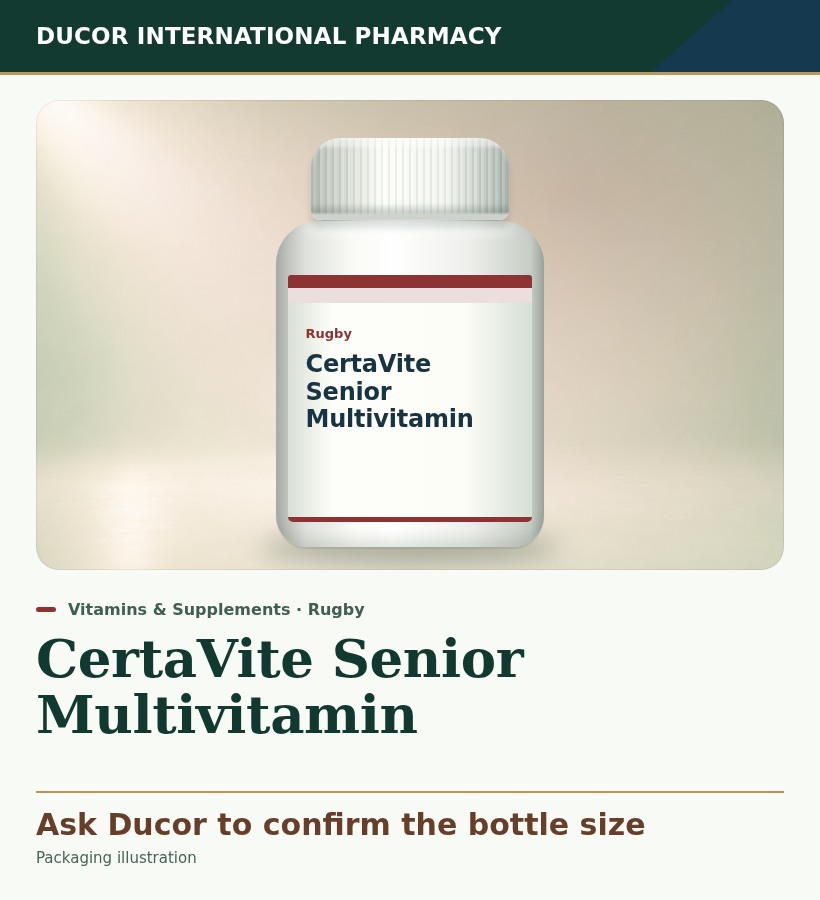 DUCOR INTERNATIONAL PHARMACY
Rugby
CertaVite
Senior
Multivitamin
Vitamins & Supplements · Rugby
CertaVite Senior
Multivitamin
Ask Ducor to confirm the bottle size
Packaging illustration